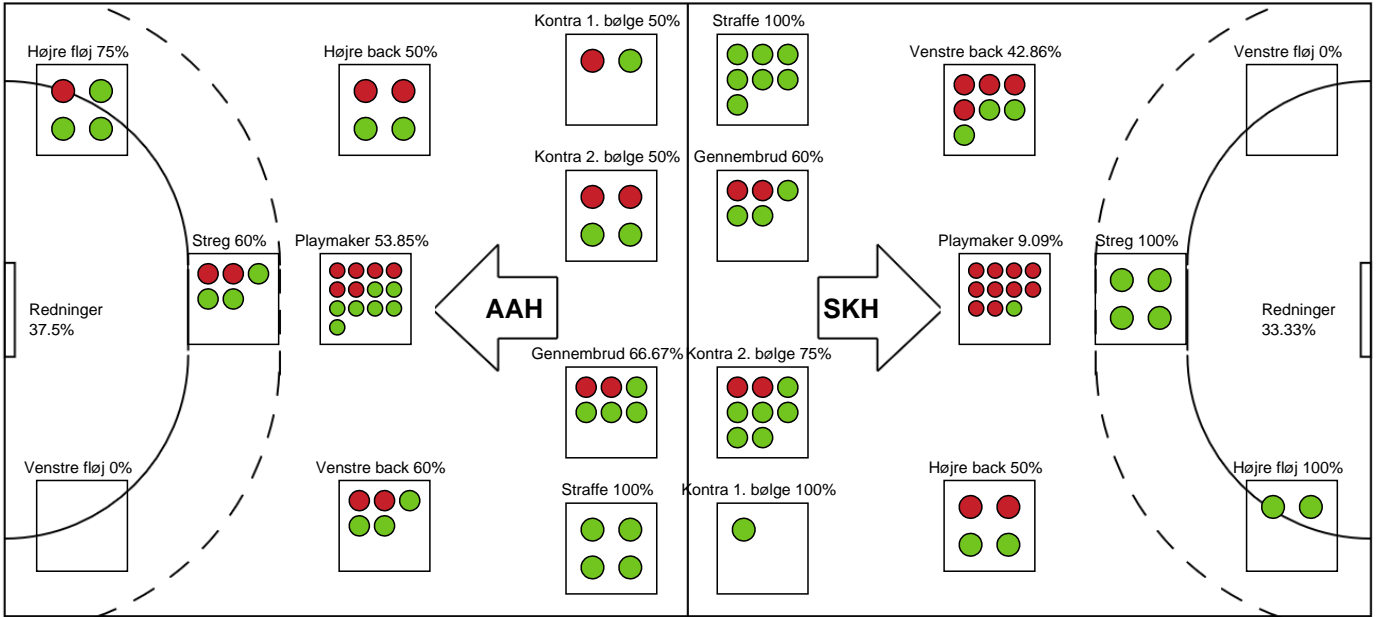 Kontra 1. bølge 50%
Straffe 100%
Højre fløj 75%
Højre back 50%
Venstre back 42.86%
Venstre fløj 0%
Kontra 2. bølge 50%
Gennembrud 60%
Streg 60%
Playmaker 53.85%
Playmaker 9.09%
Streg 100%
Redninger
37.5%
AAH
SKH
Redninger
33.33%
Gennembrud 66.67%
Kontra 2. bølge 75%
Venstre fløj 0%
Venstre back 60%
Straffe 100%
Kontra 1. bølge 100%
Højre back 50%
Højre fløj 100%